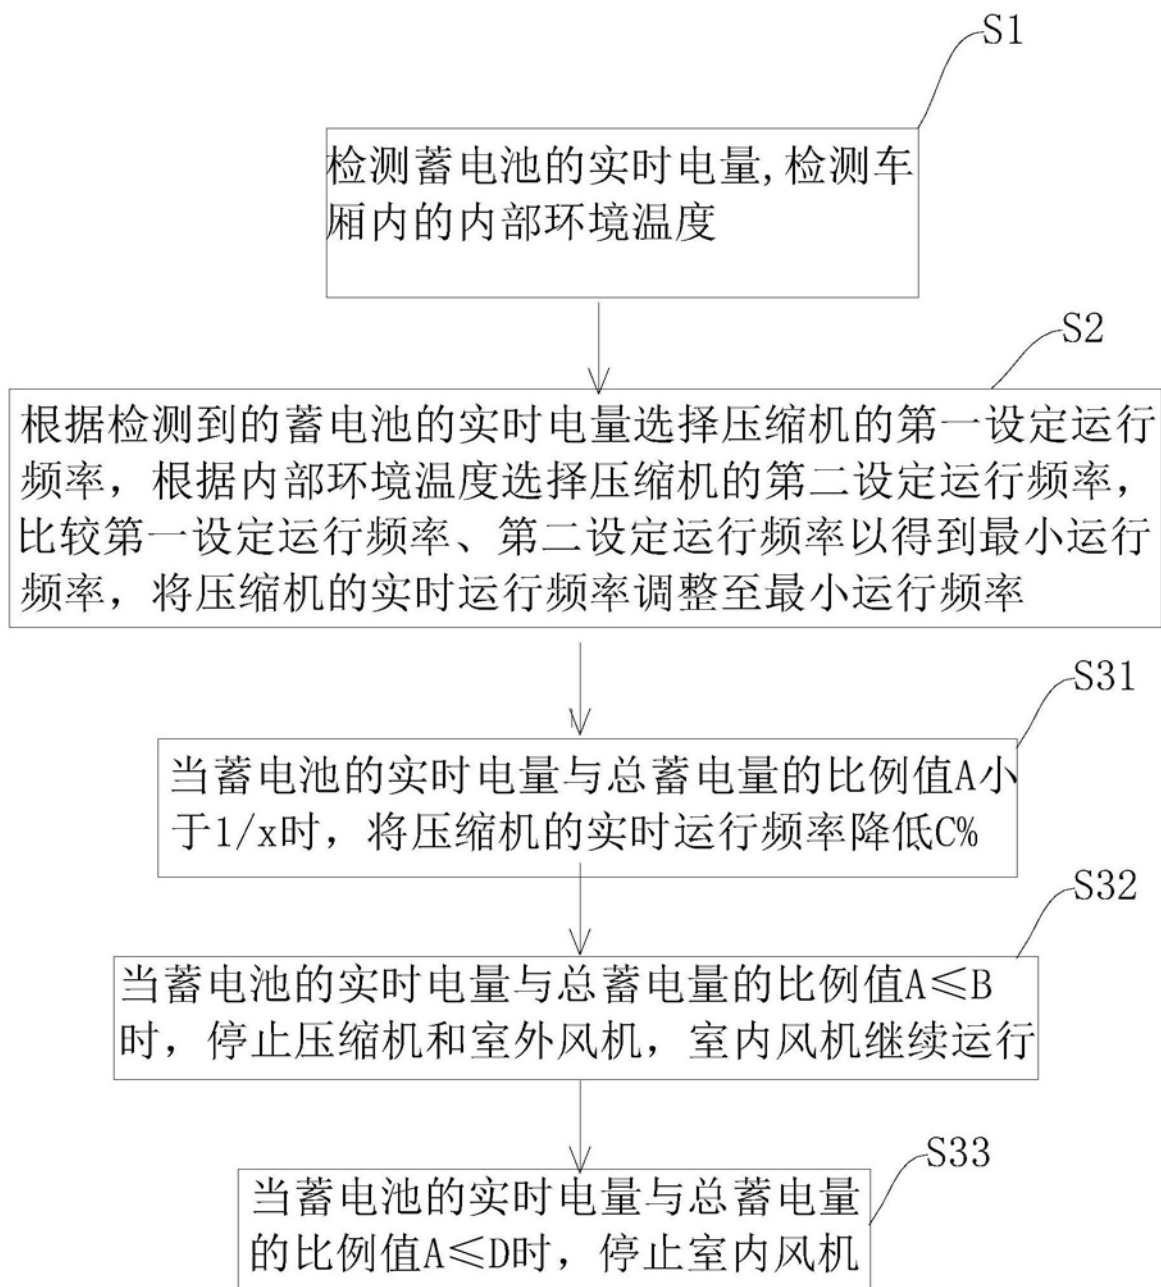 S1
检测蓄电池的实时电量,检测车
厢内的内部环境温度
S2
根据检测到的蓄电池的实时电量选择压缩机的第一设定运行
频率，根据内部环境温度选择压缩机的第二设定运行频率，
比较第一设定运行频率、第二设定运行频率以得到最小运行
频率，将压缩机的实时运行频率调整至最小运行频率
S31
当蓄电池的实时电量与总蓄电量的比例值A小
于1/x时，将压缩机的实时运行频率降低C%
S32
当蓄电池的实时电量与总蓄电量的比例值A≤B
时，停止压缩机和室外风机，室内风机继续运行
S33
当蓄电池的实时电量与总蓄电量
的比例值A≤D时，停止室内风机